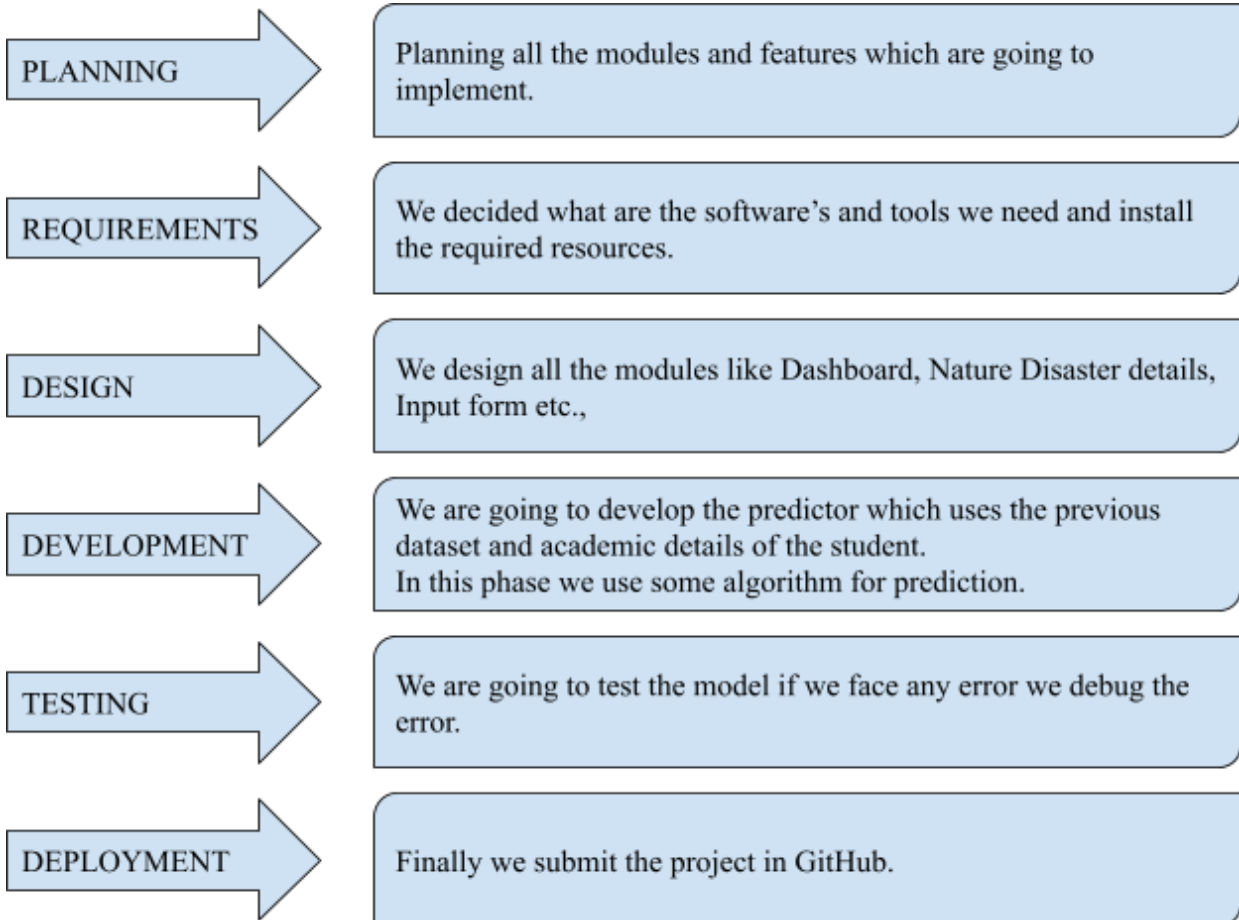 PLANNING
Planning all the modules and features which are going to
implement.
REQUIREMENTS
We decided what are the software’s and tools we need and install
the required resources.
DESIGN
We design all the modules like Dashboard, Nature Disaster details,
Input form etc.,
DEVELOPMENT
We are going to develop the predictor which uses the previous
dataset and academic details of the student.
In this phase we use some algorithm for prediction.
TESTING
We are going to test the model if we face any error we debug the
error.
DEPLOYMENT
Finally we submit the project in GitHub.